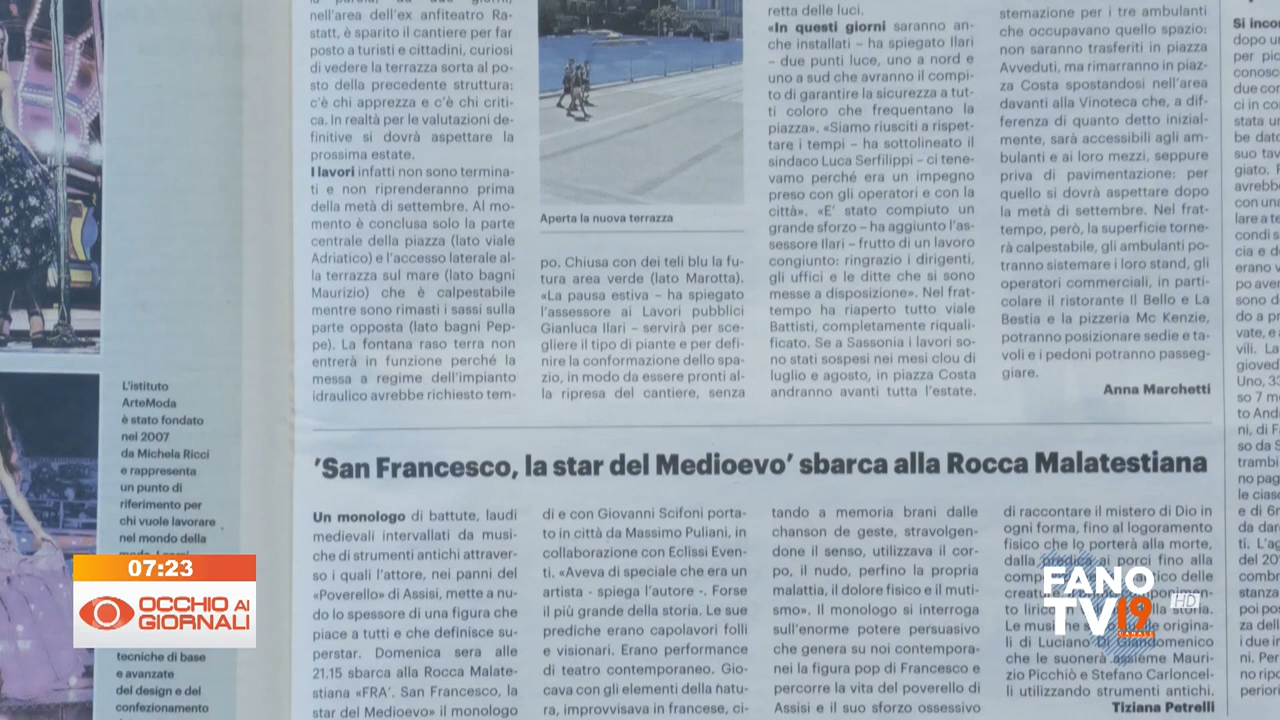 nell'area dell'ex anfiteatro Ra-
statt, è sparito il cantiere per far
posto a turisti e cittadini, curiosi
di vedere la terrazza sorta al po-
sto della precedente struttura:
c'è chi apprezza e c'è chi criti-
ca. In realtà per le valutazioni de-
finitive si dovrà aspettare la
prossima estate.
I lavori infatti non sono termina-
ti e non riprenderanno prima
della metà di settembre. Al mo-
mento è conclusa solo la parte
centrale della piazza (lato viale
Adriatico) e l'accesso laterale al-
la terrazza sul mare (lato bagni
Maurizio) che è calpestabile
mentre sono rimasti i sassi sulla
parte opposta (lato bagni Pep-
pe). La fontana raso terra non
entrerà in funzione perché la
messa a regime dell'impianto
idraulico avrebbe richiesto tem-
Aperta la nuova terrazza
po. Chiusa con dei teli blu la fu-
tura area verde (lato Marotta).
«La pausa estiva – ha spiegato
l'assessore ai Lavori pubblici
Gianluca Ilari – servirà per sce-
gliere il tipo di piante e per defi-
nire la conformazione dello spa-
zio, in modo da essere pronti al-
la ripresa del cantiere, senza
retta delle luci.
«In questi giorni saranno an-
che installati – ha spiegato Ilari
– due punti luce, uno a nord e
uno a sud che avranno il compi-
to di garantire la sicurezza a tut-
ti coloro che frequentano la
piazza». «Siamo riusciti a rispet-
tare i tempi – ha sottolineato il
sindaco Luca Serfilippi – ci tene-
vamo perché era un impegno
preso con gli operatori e con la
città». «E' stato compiuto un
grande sforzo – ha aggiunto l'as-
sessore Ilari – frutto di un lavoro
congiunto: ringrazio i dirigenti,
gli uffici e le ditte che si sono
messe a disposizione». Nel frat-
tempo ha riaperto tutto viale
Battisti, completamente riquali-
ficato. Se a Sassonia i lavori so-
no stati sospesi nei mesi clou di
luglio e agosto, in piazza Costa
andranno avanti tutta l'estate.
stemazione per i tre ambulanti
che occupavano quello spazio:
non saranno trasferiti in piazza
Avveduti, ma rimarranno in piaz-
za Costa spostandosi nell'area
davanti alla Vinoteca che, a dif-
ferenza di quanto detto inizial-
mente, sarà accessibili agli am-
bulanti e ai loro mezzi, seppure
priva di pavimentazione: per
quello si dovrà aspettare dopo
la metà di settembre. Nel frat-
tempo, però, la superficie torne-
rà calpestabile, gli ambulanti po-
tranno sistemare i loro stand, gli
operatori commerciali, in parti-
colare il ristorante Il Bello e La
Bestia e la pizzeria Mc Kenzie,
potranno posizionare sedie e ta-
voli e i pedoni potranno passeg-
giare.
Anna Marchetti
L'istituto
ArteModa
è stato fondato
nel 2007
da Michela Ricci
e rappresenta
un punto di
riferimento per
chi vuole lavorare
nel mondo della
tecniche di base
e avanzate
del design e del
confezionamento
'San Francesco, la star del Medioevo' sbarca alla Rocca Malatestiana
Un monologo di battute, laudi
medievali intervallati da musi-
che di strumenti antichi attraver-
so i quali l'attore, nei panni del
«Poverello» di Assisi, mette a nu-
do lo spessore della figura che
piace a tutti e che definisce su-
perstar. Domenica sera alle
21.15 sbarca alla Rocca Malate-
stiana «FRA'. San Francesco, la
star del Medioevo» il monologo
di e con Giovanni Scifoni porta-
to in città da Massimo Puliani, in
collaborazione con Eclissi Even-
ti. «Aveva di speciale che era un
artista - spiega l'autore -. Forse
il più grande della storia. Le sue
prediche erano capolavori folli
e visionari. Erano performance
di teatro contemporaneo. Gio-
cava con gli elementi della natu-
ra, improvvisava in francese, ci-
tando a memoria brani dalle
chanson de geste, stravolgen-
done il senso, utilizzava il cor-
po, il nudo, perfino la propria
malattia, il dolore fisico e il muti-
smo». Il monologo si interroga
sull'enorme potere persuasivo
che genera su noi contempora-
nei la figura pop di Francesco e
percorre la vita del poverello di
Assisi e il suo sforzo ossessivo
di raccontare il mistero di Dio in
ogni forma, fino al logoramento
fisico che lo porterà alla morte,
dalla ai porci fino alla
delle
creature
to
Le
li di Luciano Di Giandomenico
che le suonerà assieme Mauri-
zio Picchiò e Stefano Carloncel-
li utilizzando strumenti antichi.
Tiziana Petrelli
07:23
OCCHIO AI
GIORNALI
FANO
TV 19
CANALE
HD